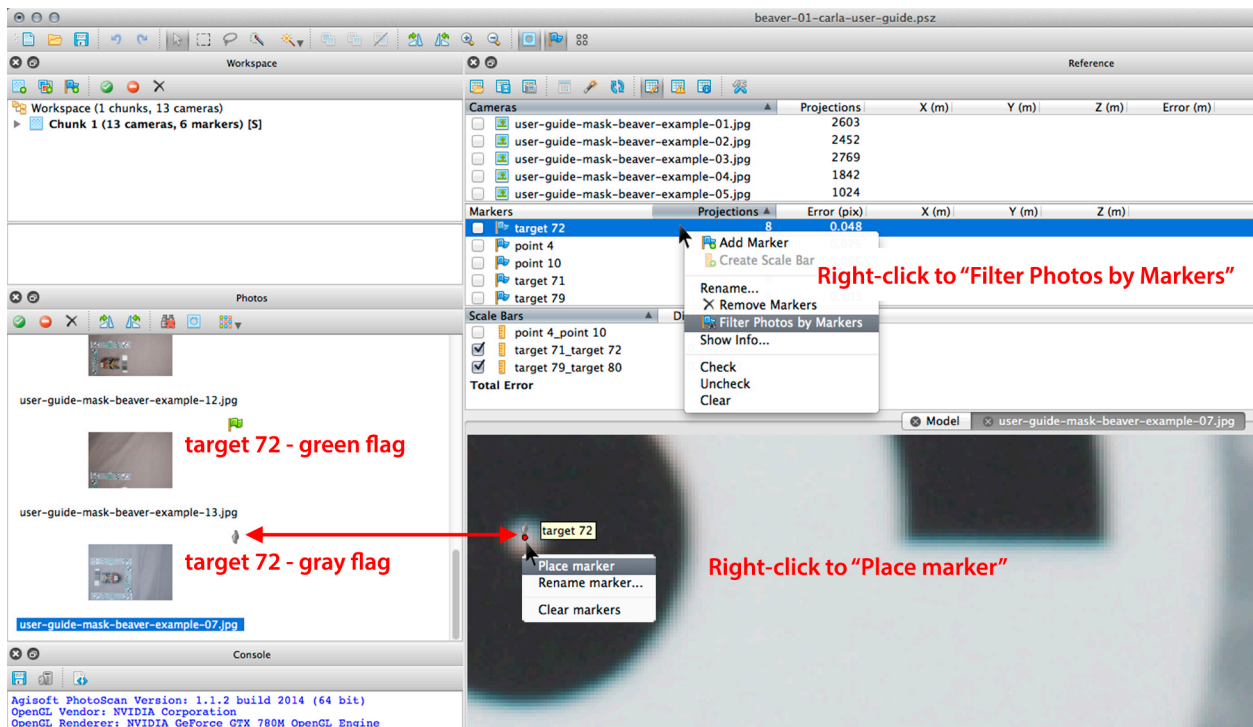 beaver-01-carla-user-guide.psz
Workspace
Workspace (1 chunks, 13 cameras)
Chunk 1 (13 cameras, 6 markers) [S]
Photos
user-guide-mask-beaver-example-12.jpg
target 72 - green flag
user-guide-mask-beaver-example-13.jpg
target 72 - gray flag
user-guide-mask-beaver-example-07.jpg
Console
Agisoft PhotoScan Version: 1.1.2 build 2014 (64 bit)
OpenGL Vendor: NVIDIA Corporation
OpenGL Renderer: NVIDIA GeForce GTX 780M OpenGL Engine
Reference
Cameras Projections X (m) Y (m) Z (m) Error (m)
user-guide-mask-beaver-example-01.jpg 2603
user-guide-mask-beaver-example-02.jpg 2452
user-guide-mask-beaver-example-03.jpg 2769
user-guide-mask-beaver-example-04.jpg 1842
user-guide-mask-beaver-example-05.jpg 1024
Markers Projections Error (pix) X (m) Y (m) Z (m)
target 72 8 0.048
point 4
point 10
target 71
target 79
Scale Bars
point 4_point 10
target 71_target 72
target 79_target 80
Total Error
Add Marker
Create Scale Bar
Rename...
Remove Markers
Filter Photos by Markers
Show Info...
Check
Uncheck
Clear
Right-click to “Filter Photos by Markers”
Model
user-guide-mask-beaver-example-07.jpg
target 72
Place marker
Rename marker...
Clear markers
Right-click to “Place marker”